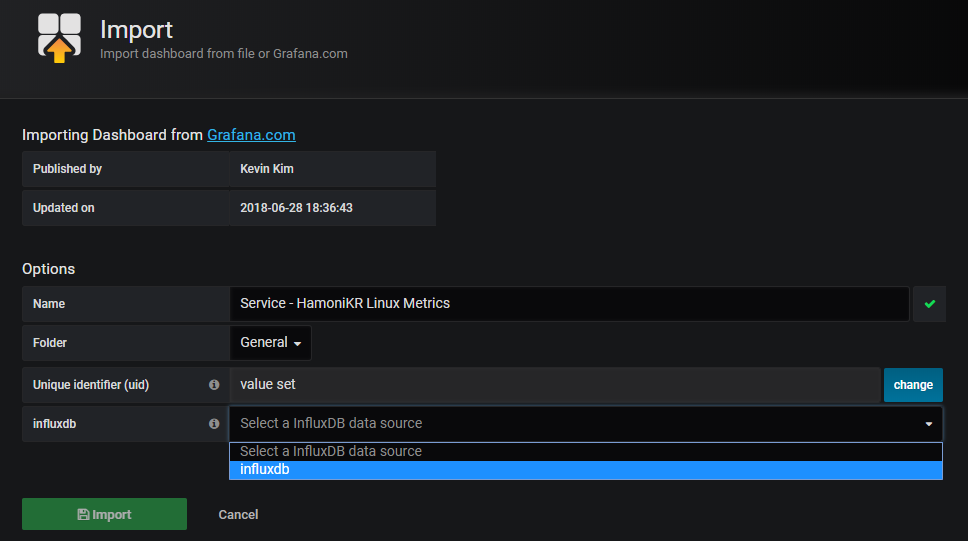 Import
Import dashboard from file or Grafana.com
Importing Dashboard from Grafana.com
Published by Kevin Kim
Updated on 2018-06-28 18:36:43
Options
Name Service - HamoniKR Linux Metrics
Folder General
Unique identifier (uid) value set change
influxdb Select a InfluxDB data source
Select a InfluxDB data source
influxdb
Import Cancel